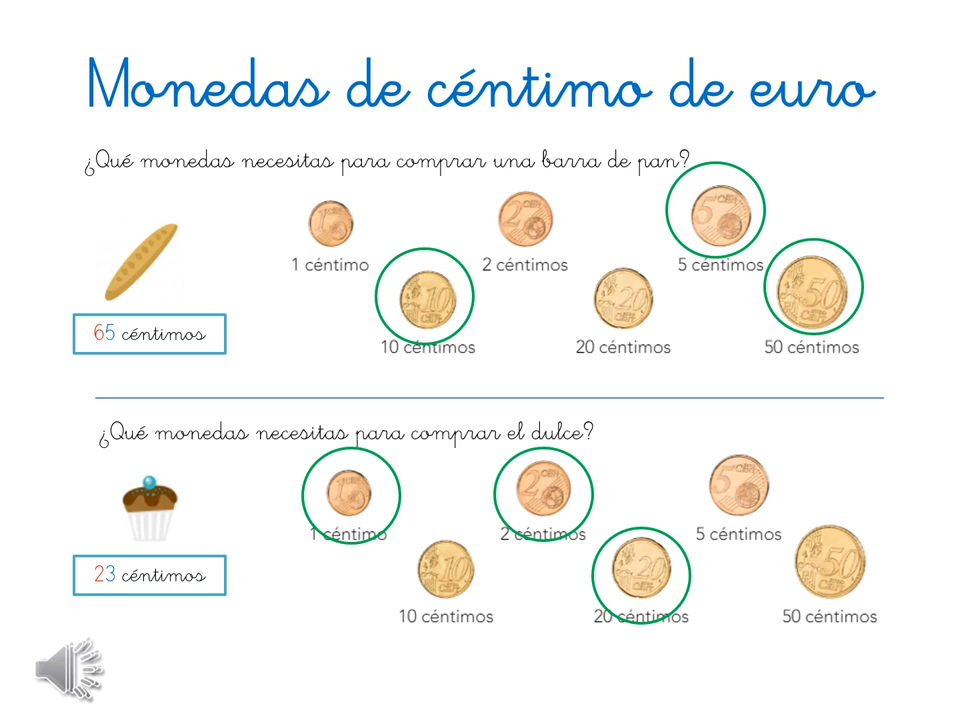 Monedas de céntimo de euro
¿Qué monedas necesitas para comprar una barra de pan?
1 céntimo
2 céntimos
5 céntimos
10 céntimos
20 céntimos
50 céntimos
65 céntimos
¿Qué monedas necesitas para comprar el dulce?
1 céntimo
2 céntimos
5 céntimos
23 céntimos
10 céntimos
20 céntimos
50 céntimos